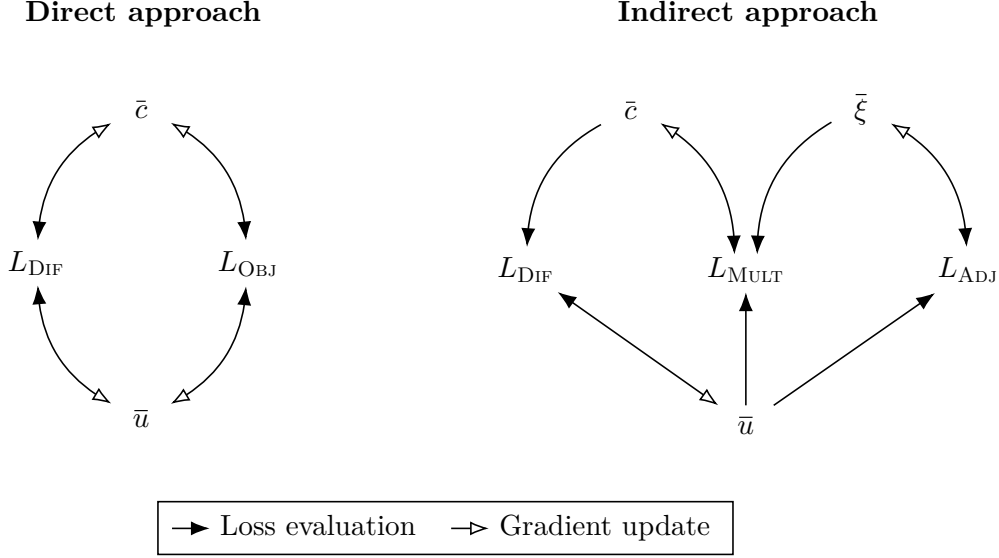 Direct approach
Indirect approach
c̄
c̄
ξ̄
L_DIF
L_OBJ
L_DIF
L_MULT
L_ADJ
ū
ū
Loss evaluation
Gradient update